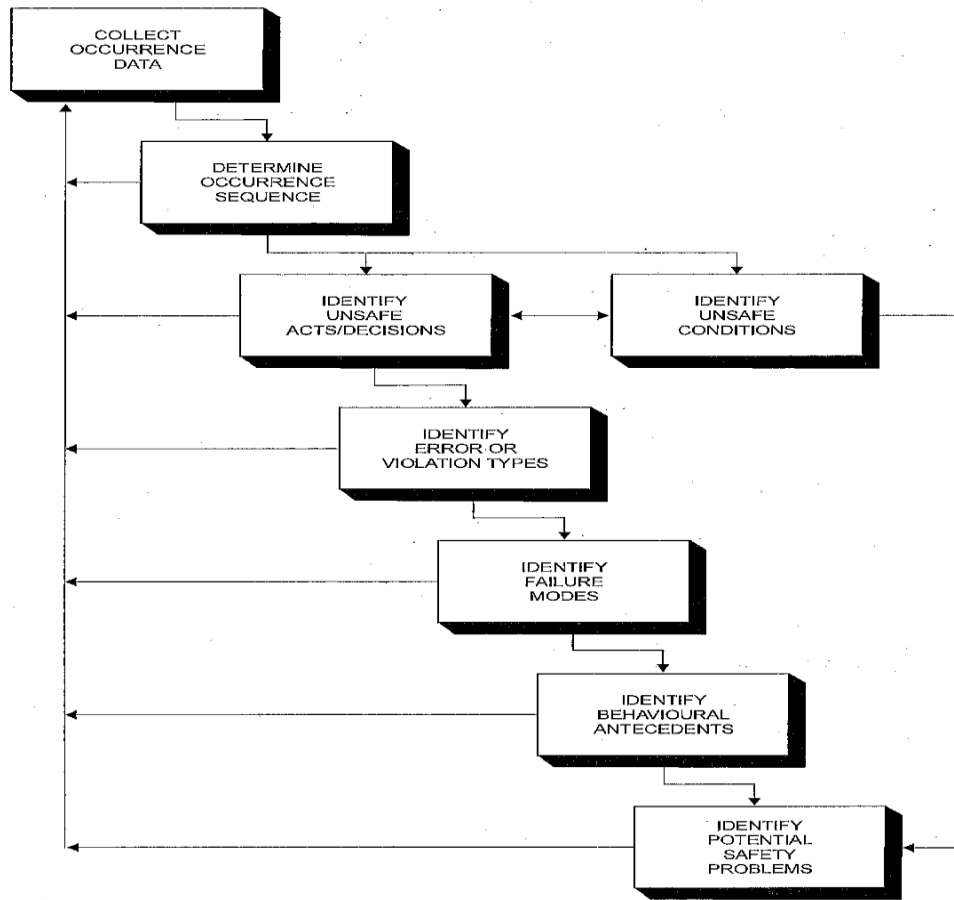 COLLECT
OCCURRENCE
DATA
DETERMINE
OCCURRENCE
SEQUENCE
IDENTIFY
UNSAFE
ACTS/DECISIONS
IDENTIFY
UNSAFE
CONDITIONS
IDENTIFY
ERROR OR
VIOLATION TYPES
IDENTIFY
FAILURE
MODES
IDENTIFY
BEHAVIOURAL
ANTECEDENTS
IDENTIFY
POTENTIAL
SAFETY
PROBLEMS